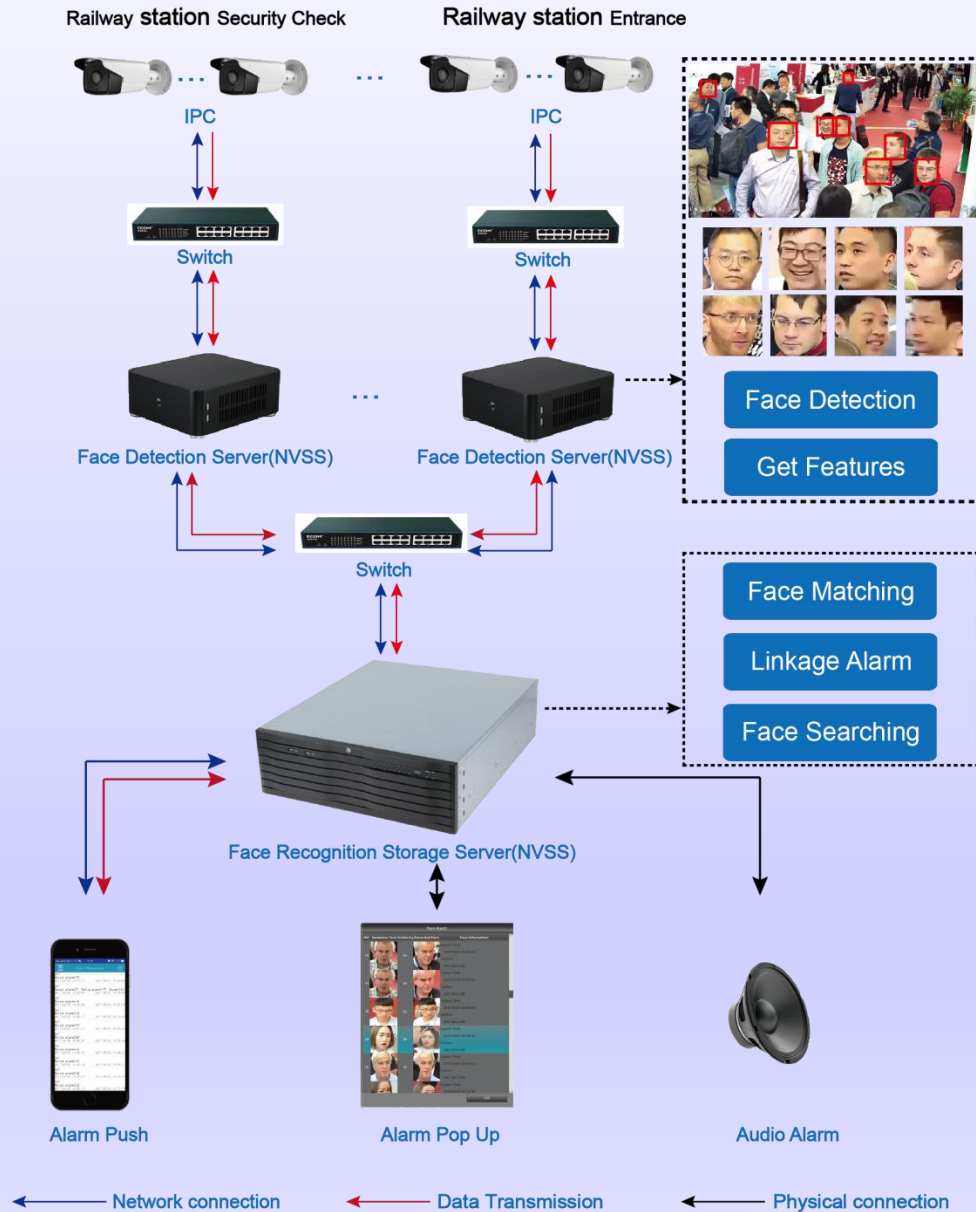 Railway station Security Check
Railway station Entrance
IPC
IPC
Switch
Switch
Face Detection Server(NVSS)
Face Detection Server(NVSS)
Face Detection
Get Features
Switch
Face Matching
Linkage Alarm
Face Searching
Face Recognition Storage Server(NVSS)
Face Alarm
Alarm Push
Alarm Pop Up
Audio Alarm
Network connection
Data Transmission
Physical connection